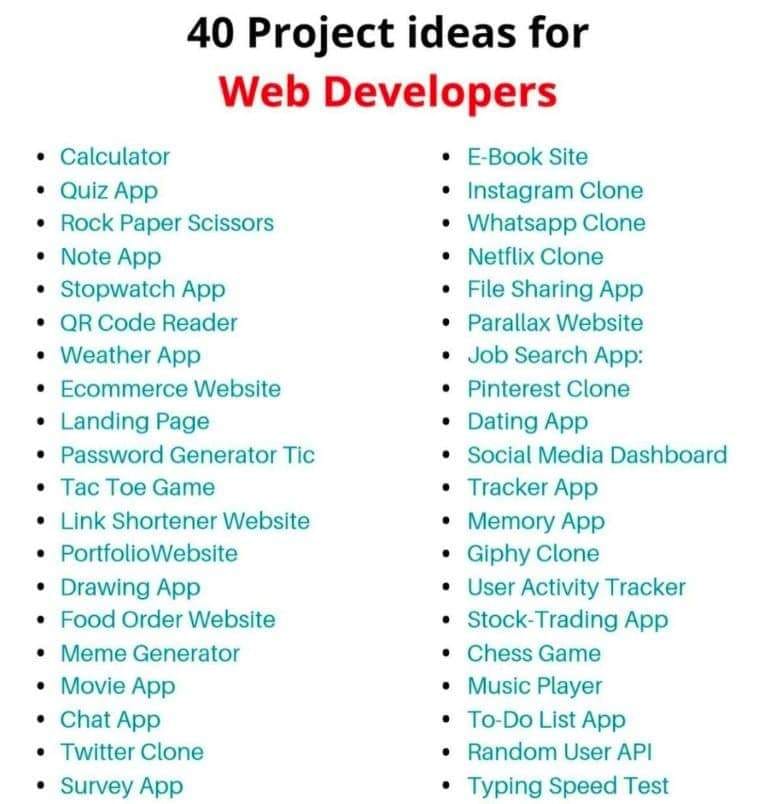 40 Project ideas for
Web Developers
Calculator
Quiz App
Rock Paper Scissors
Note App
Stopwatch App
QR Code Reader
Weather App
Ecommerce Website
Landing Page
Password Generator Tic
Tac Toe Game
Link Shortener Website
PortfolioWebsite
Drawing App
Food Order Website
Meme Generator
Movie App
Chat App
Twitter Clone
Survey App
E-Book Site
Instagram Clone
Whatsapp Clone
Netflix Clone
File Sharing App
Parallax Website
Job Search App:
Pinterest Clone
Dating App
Social Media Dashboard
Tracker App
Memory App
Giphy Clone
User Activity Tracker
Stock-Trading App
Chess Game
Music Player
To-Do List App
Random User API
Typing Speed Test